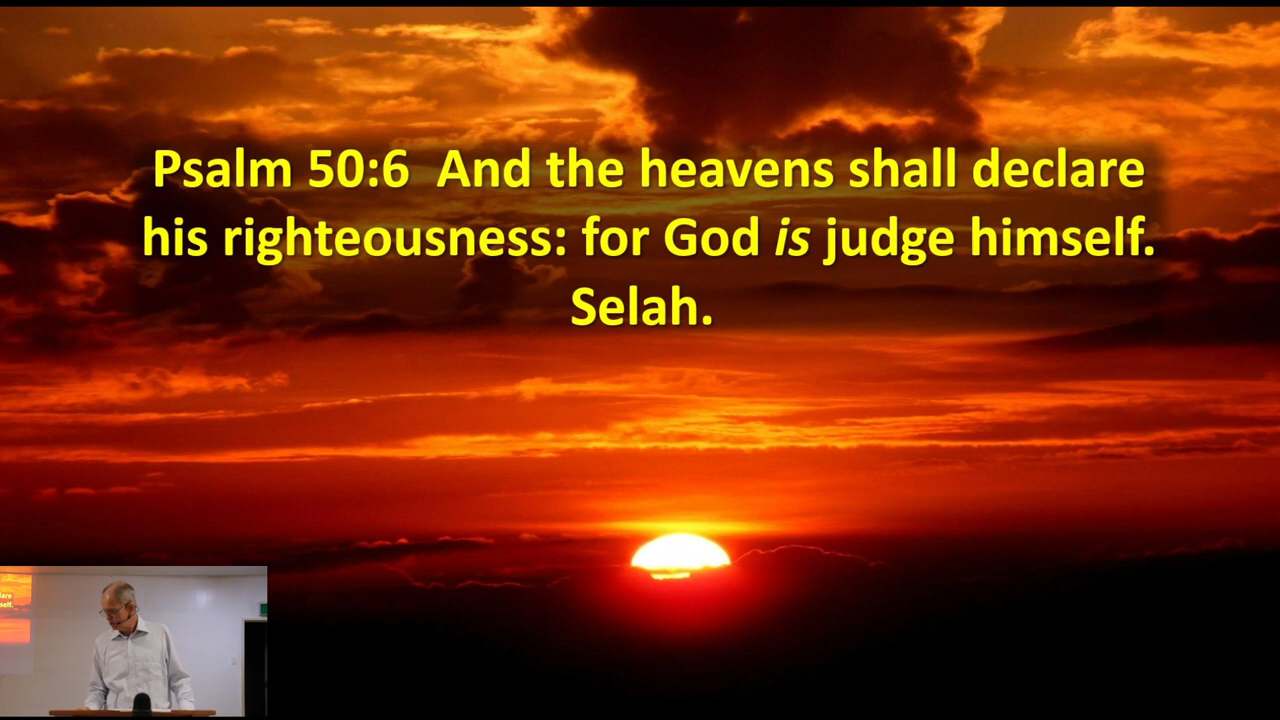 Psalm 50:6  And the heavens shall declare
his righteousness: for God is judge himself.
Selah.